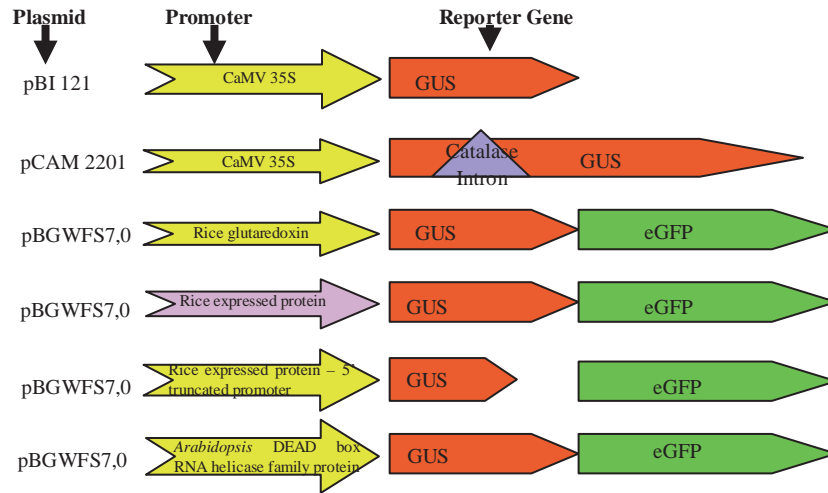 Plasmid Promoter Reporter Gene
pBI 121 CaMV 35S GUS
pCAM 2201 CaMV 35S Catalase Intron GUS
pBGWFS7,0 Rice glutaredoxin GUS eGFP
pBGWFS7,0 Rice expressed protein GUS eGFP
pBGWFS7,0 Rice expressed protein – 5' truncated promoter GUS eGFP
pBGWFS7,0 Arabidopsis DEAD box RNA helicase family protein GUS eGFP